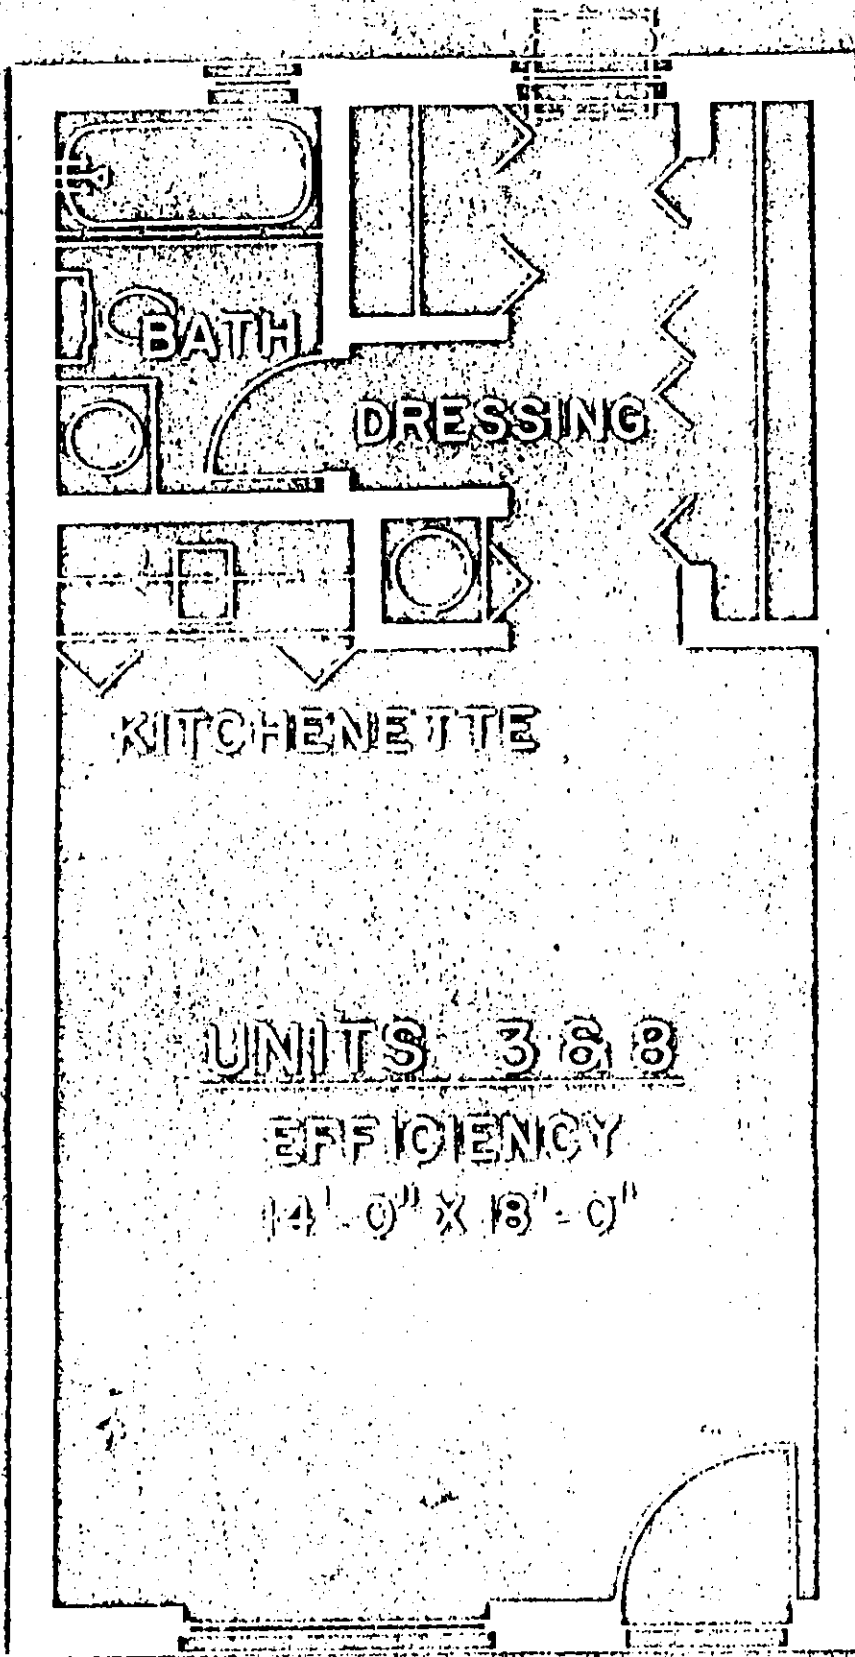 BATH
DRESSING
KITCHENETTE
UNITS 3 & 8
EFFICIENCY
14'-0" X 18'-0"